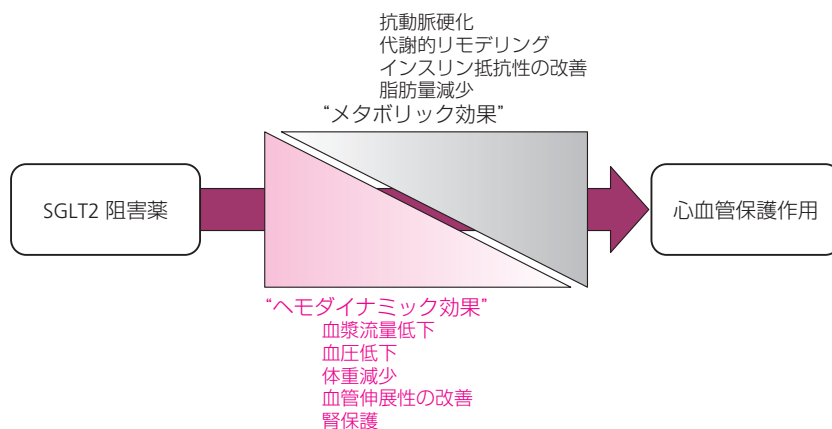 抗動脈硬化
代謝的リモデリング
インスリン抵抗性の改善
脂肪量減少
“メタボリック効果”
SGLT2 阻害薬
心血管保護作用
“ヘモダイナミック効果”
血漿流量低下
血圧低下
体重減少
血管伸展性の改善
腎保護